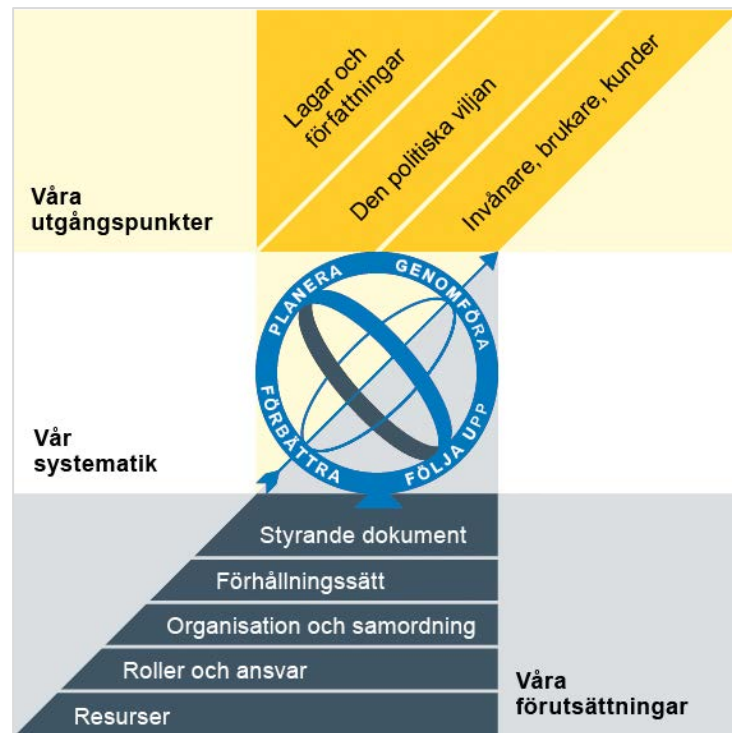 Lagar och
författningar
Den politiska viljan
Invånare, brukare, kunder
Våra
utgångspunkter
PLANERA
GENOMFÖRA
FÖLJA UPP
FÖRBÄTTRA
Vår
systematik
Styrande dokument
Förhållningssätt
Organisation och samordning
Roller och ansvar
Resurser
Våra
förutsättningar